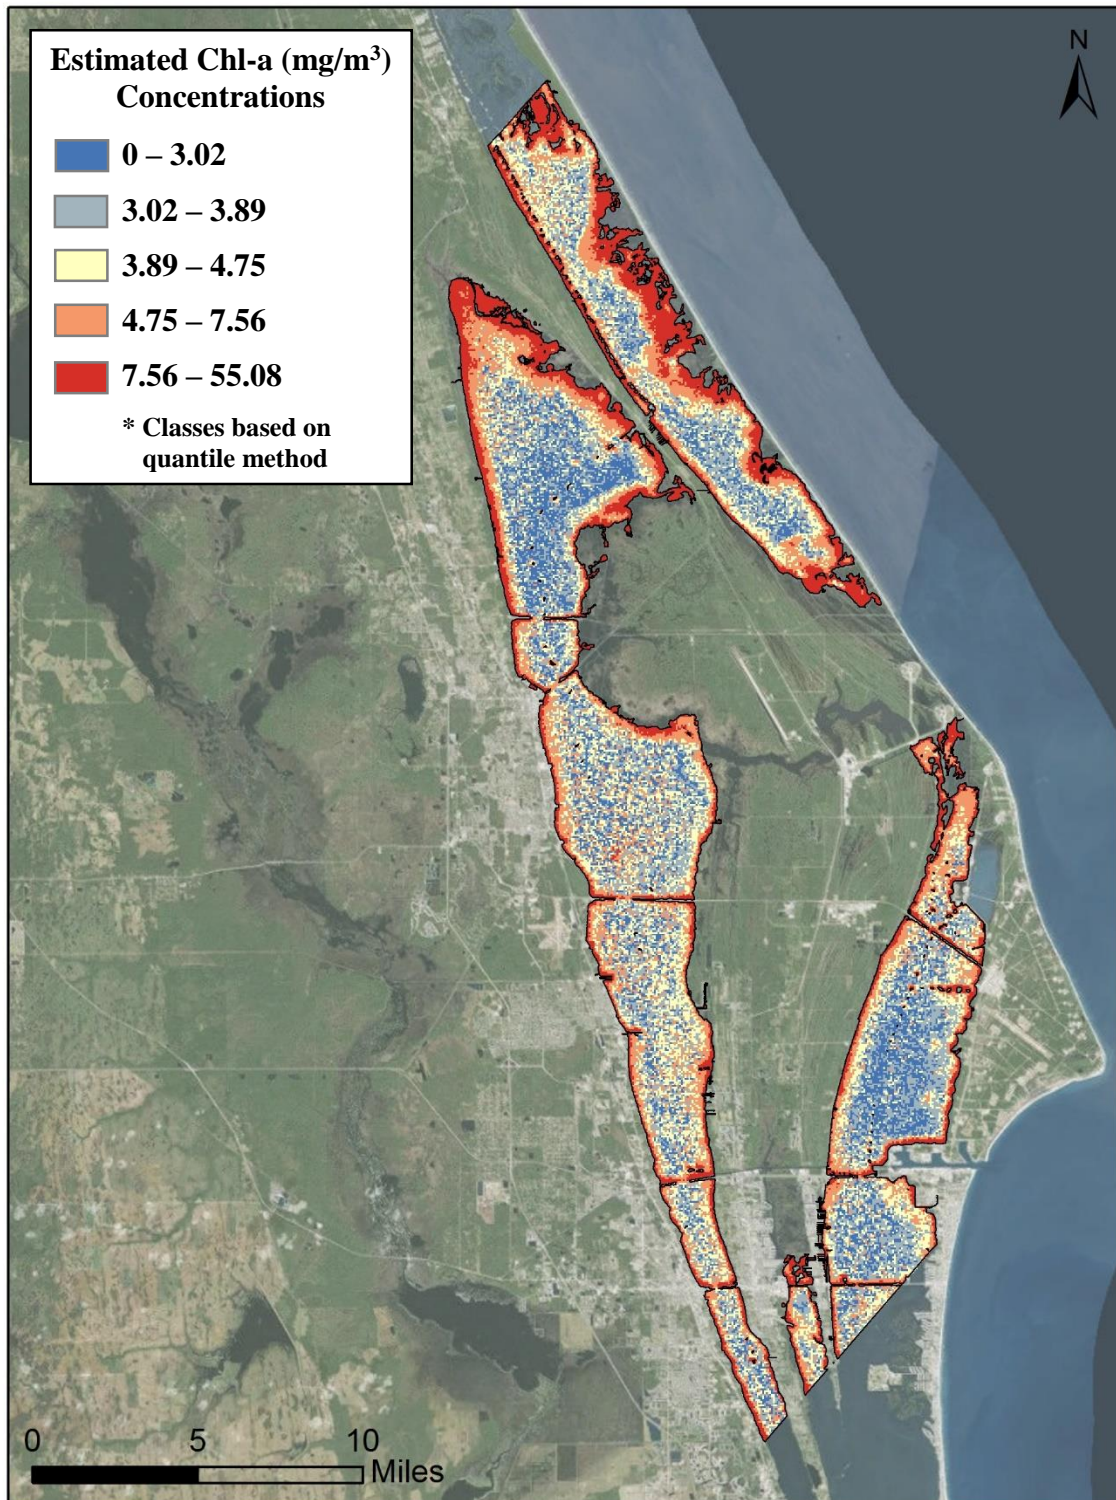 Estimated Chl-a (mg/m³)
Concentrations
0 – 3.02
3.02 – 3.89
3.89 – 4.75
4.75 – 7.56
7.56 – 55.08
* Classes based on
quantile method
N
0 5 10
Miles